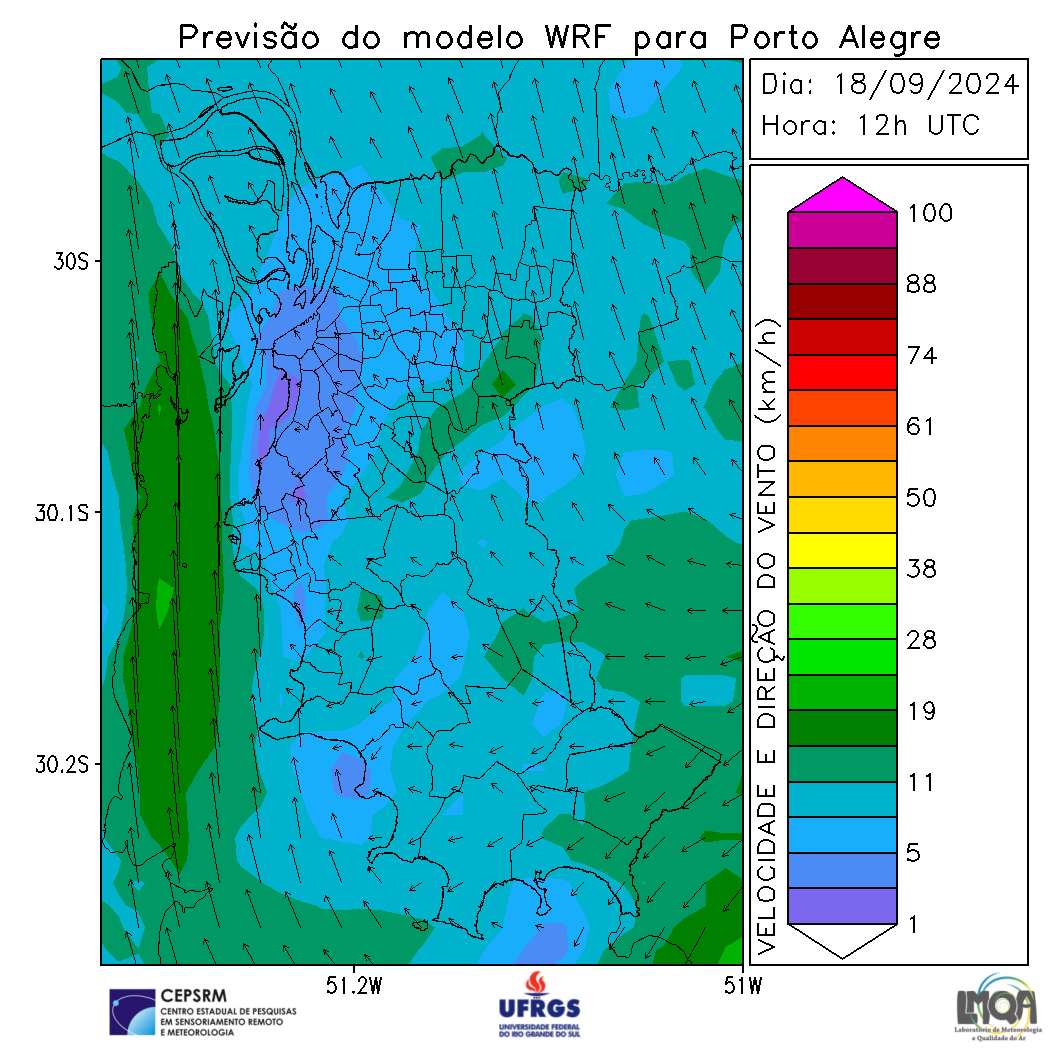 Previsão do modelo WRF para Porto Alegre
Dia: 18/09/2024
Hora: 12h UTC
30S
30.1S
30.2S
51.2W
51W
VELOCIDADE E DIREÇÃO DO VENTO (km/h)
100
88
74
61
50
38
28
19
11
5
1
CEPSRM
CENTRO ESTADUAL DE PESQUISAS
EM SENSORIAMENTO REMOTO
E METEOROLOGIA
UFRGS
UNIVERSIDADE FEDERAL
DO RIO GRANDE DO SUL
LMQA
Laboratório de Meteorologia
e Qualidade do Ar